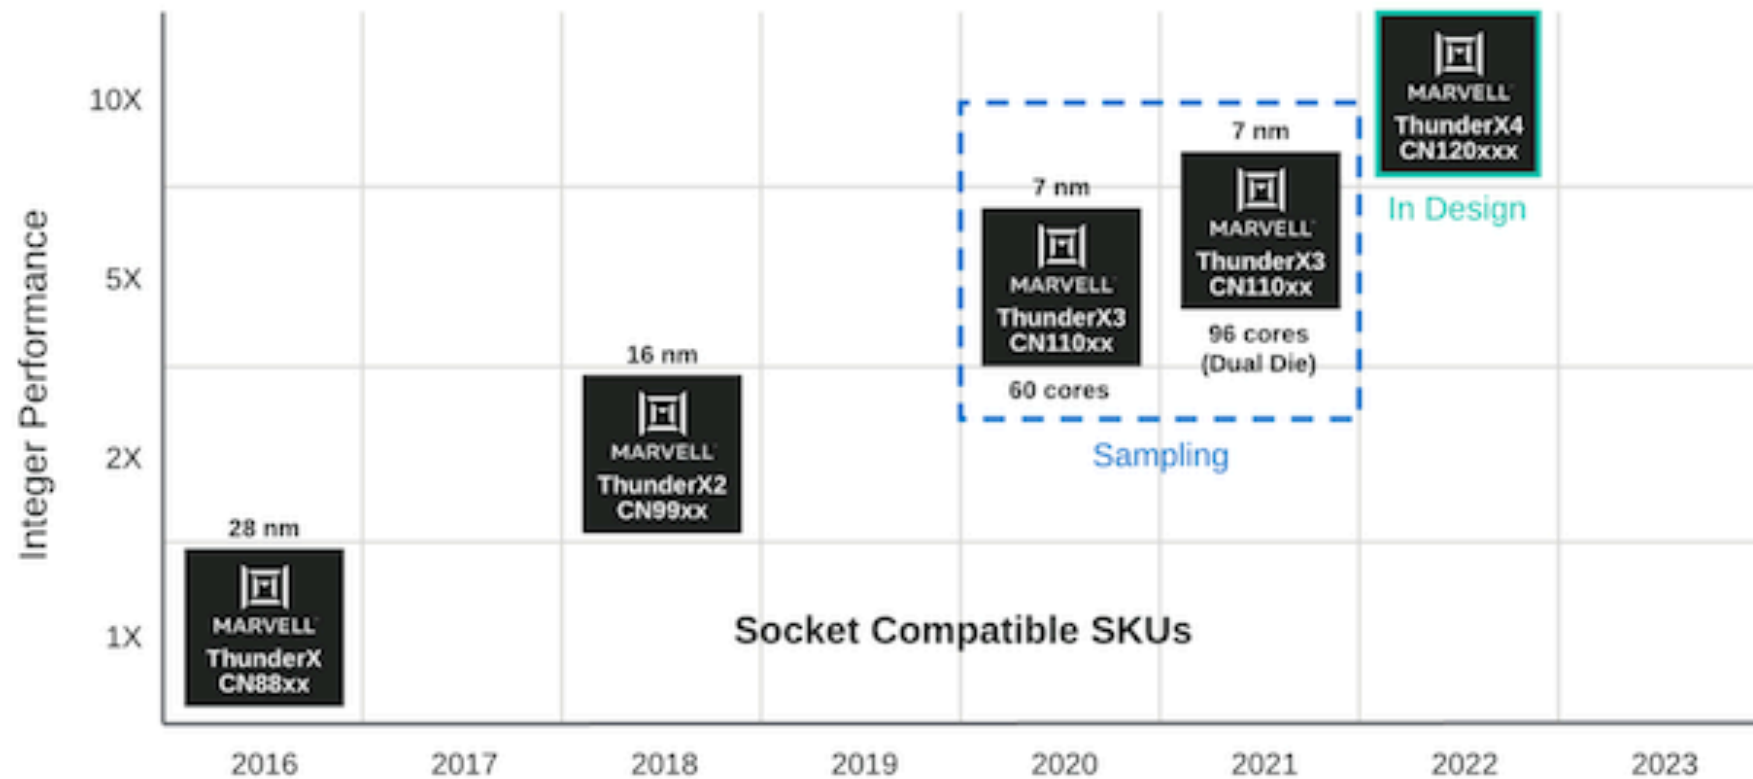 Integer Performance
10X
5X
2X
1X
28 nm
MARVELL
ThunderX
CN88xx
16 nm
MARVELL
ThunderX2
CN99xx
7 nm
MARVELL
ThunderX3
CN110xx
60 cores
7 nm
MARVELL
ThunderX3
CN110xx
96 cores
(Dual Die)
Sampling
MARVELL
ThunderX4
CN120xxx
In Design
Socket Compatible SKUs
2016
2017
2018
2019
2020
2021
2022
2023